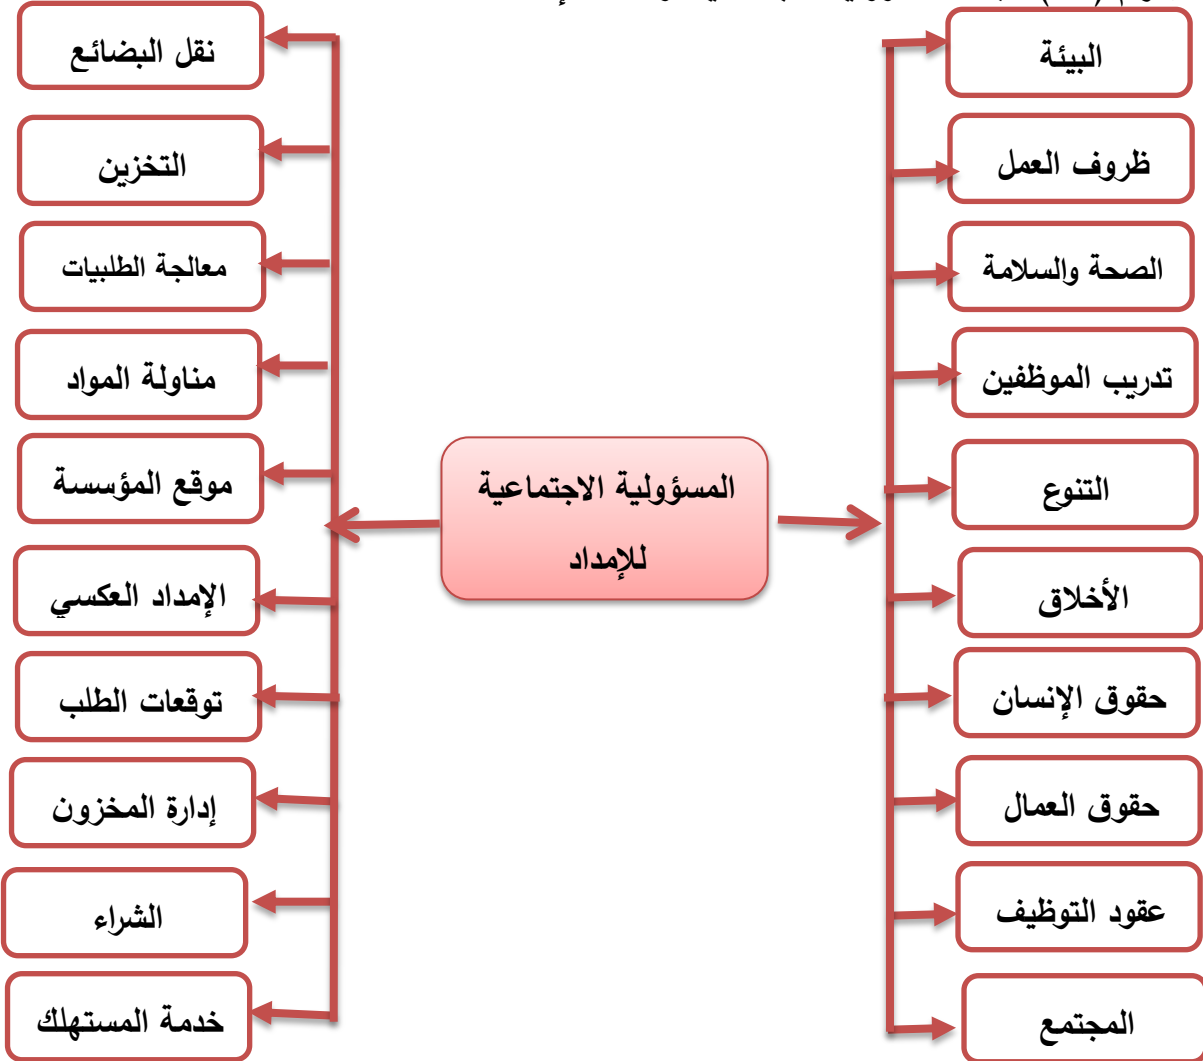 البيئة
ظروف العمل
الصحة والسلامة
تدريب الموظفين
التنوع
الأخلاق
حقوق الإنسان
حقوق العمال
عقود التوظيف
المجتمع
المسؤولية الاجتماعية
للإمداد
نقل البضائع
التخزين
معالجة الطلبيات
مناولة المواد
موقع المؤسسة
الإمداد العكسي
توقعات الطلب
إدارة المخزون
الشراء
خدمة المستهلك